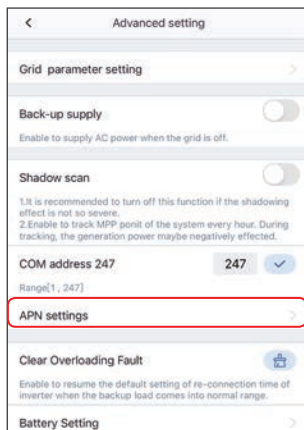 Advanced setting
Grid parameter setting
Back-up supply
Enable to supply AC power when the grid is off.
Shadow scan
1.It is recommended to turn off this function if the shadowing
effect is not so severe.
2.Enable to track MPP ponit of the system every hour. During
tracking, the generation power maybe negatively effected.
COM address 247 247
Range[1 , 247]
APN settings
Clear Overloading Fault
Enable to resume the default setting of re-connection time of
inverter when the backup load comes into normal range.
Battery Setting